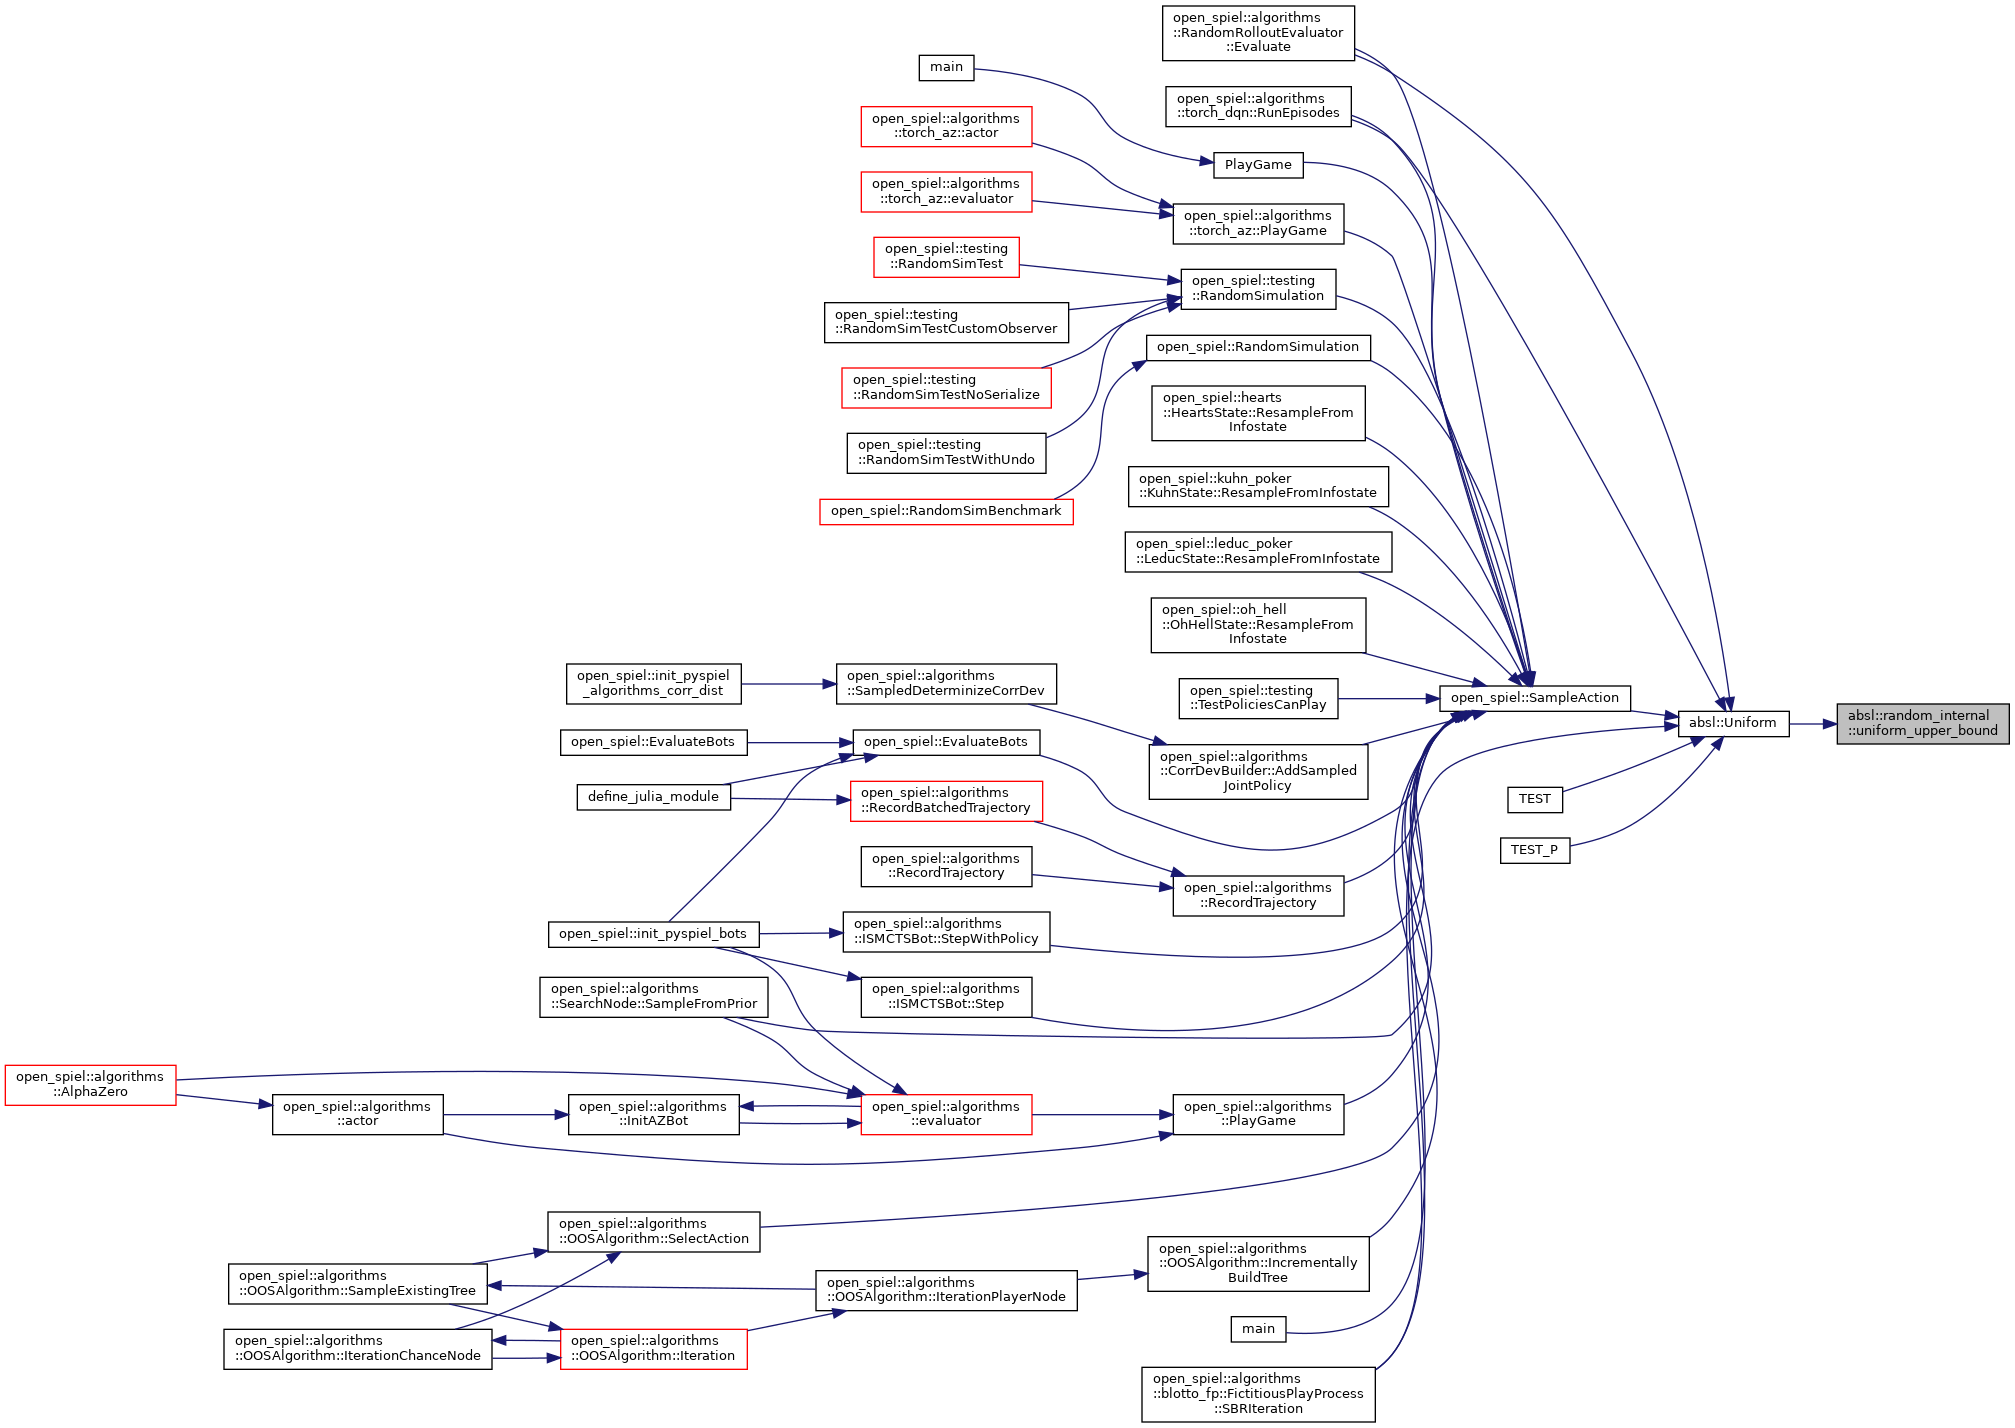 open_spiel::algorithms
::RandomRolloutEvaluator
::Evaluate
main
open_spiel::algorithms
::torch_dqn::RunEpisodes
open_spiel::algorithms
::torch_az::actor
PlayGame
open_spiel::algorithms
::torch_az::evaluator
open_spiel::algorithms
::torch_az::PlayGame
open_spiel::testing
::RandomSimTest
open_spiel::testing
::RandomSimulation
open_spiel::testing
::RandomSimTestCustomObserver
open_spiel::RandomSimulation
open_spiel::testing
::RandomSimTestNoSerialize
open_spiel::hearts
::HeartsState::ResampleFrom
Infostate
open_spiel::testing
::RandomSimTestWithUndo
open_spiel::kuhn_poker
::KuhnState::ResampleFromInfostate
open_spiel::RandomSimBenchmark
open_spiel::leduc_poker
::LeducState::ResampleFromInfostate
open_spiel::oh_hell
::OhHellState::ResampleFrom
Infostate
open_spiel::init_pyspiel
_algorithms_corr_dist
open_spiel::algorithms
::SampledDeterminizeCorrDev
open_spiel::testing
::TestPoliciesCanPlay
open_spiel::SampleAction
absl::Uniform
absl::random_internal
::uniform_upper_bound
open_spiel::EvaluateBots
open_spiel::EvaluateBots
open_spiel::algorithms
::CorrDevBuilder::AddSampled
JointPolicy
define_julia_module
open_spiel::algorithms
::RecordBatchedTrajectory
TEST
TEST_P
open_spiel::algorithms
::RecordTrajectory
open_spiel::algorithms
::RecordTrajectory
open_spiel::init_pyspiel_bots
open_spiel::algorithms
::ISMCTSBot::StepWithPolicy
open_spiel::algorithms
::SearchNode::SampleFromPrior
open_spiel::algorithms
::ISMCTSBot::Step
open_spiel::algorithms
::AlphaZero
open_spiel::algorithms
::actor
open_spiel::algorithms
::InitAZBot
open_spiel::algorithms
::evaluator
open_spiel::algorithms
::PlayGame
open_spiel::algorithms
::OOSAlgorithm::SelectAction
open_spiel::algorithms
::OOSAlgorithm::SampleExistingTree
open_spiel::algorithms
::OOSAlgorithm::IterationPlayerNode
open_spiel::algorithms
::OOSAlgorithm::Incrementally
BuildTree
open_spiel::algorithms
::OOSAlgorithm::IterationChanceNode
open_spiel::algorithms
::OOSAlgorithm::Iteration
main
open_spiel::algorithms
::blotto_fp::FictitiousPlayProcess
::SBRIteration